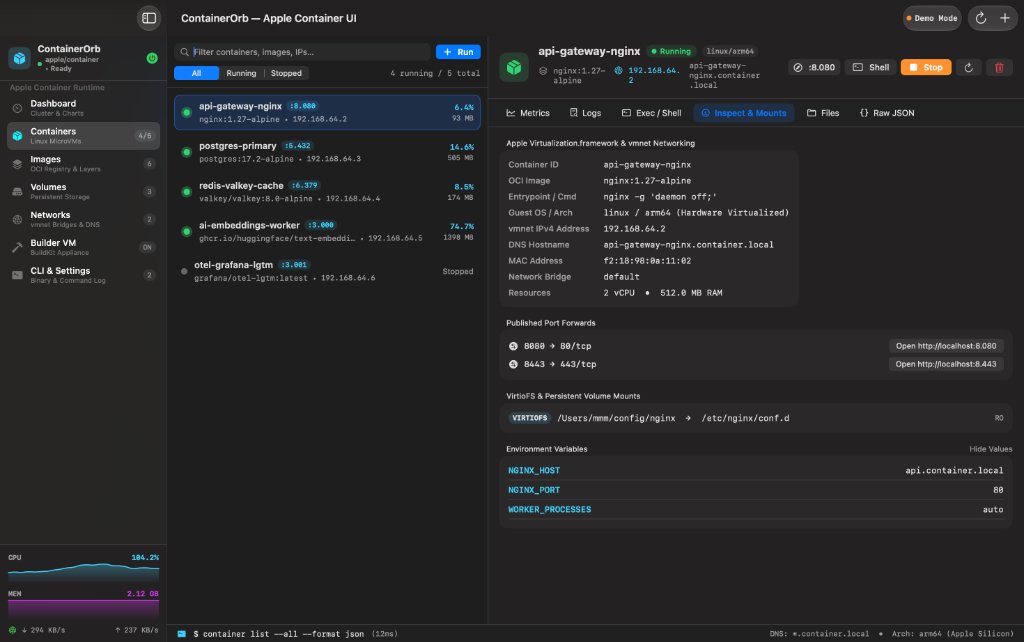 ContainerOrb — Apple Container UI
Demo Mode
ContainerOrb
apple/container
• Ready
Apple Container Runtime
Dashboard
Cluster & Charts
Containers
Linux MicroVMs
4/5
Images
OCI Registry & Layers
6
Volumes
Persistent Storage
3
Networks
vmnet Bridges & DNS
2
Builder VM
BuildKit Appliance
ON
CLI & Settings
Binary & Command Log
2
CPU 104.2%
MEM 2.12 GB
↓ 294 KB/s ↑ 237 KB/s
Filter containers, images, IPs…
+ Run
All Running Stopped
4 running / 5 total
api-gateway-nginx :8.080 6.4%
nginx:1.27-alpine • 192.168.64.2 93 MB
postgres-primary :5.432 14.6%
postgres:17.2-alpine • 192.168.64.3 505 MB
redis-valkey-cache :6.379 8.5%
valkey/valkey:8.0-alpine • 192.168.64.4 174 MB
ai-embeddings-worker :3.000 74.7%
ghcr.io/huggingface/text-embeddi… • 192.168.64.5 1398 MB
otel-grafana-lgtm :3.001 Stopped
grafana/otel-lgtm:latest • 192.168.64.6
$ container list --all --format json (12ms)
api-gateway-nginx Running linux/arm64
nginx:1.27-
alpine
192.168.64.
2
api-gateway-
nginx.container
.local
:8.080 Shell Stop
Metrics Logs Exec / Shell Inspect & Mounts Files {} Raw JSON
Apple Virtualization.framework & vmnet Networking
Container ID api-gateway-nginx
OCI Image nginx:1.27-alpine
Entrypoint / Cmd nginx -g 'daemon off;'
Guest OS / Arch linux / arm64 (Hardware Virtualized)
vmnet IPv4 Address 192.168.64.2
DNS Hostname api-gateway-nginx.container.local
MAC Address f2:18:98:0a:11:02
Network Bridge default
Resources 2 vCPU • 512.0 MB RAM
Published Port Forwards
8080 → 80/tcp Open http://localhost:8.080
8443 → 443/tcp Open http://localhost:8.443
VirtioFS & Persistent Volume Mounts
VIRTIOFS /Users/mmm/config/nginx → /etc/nginx/conf.d RO
Environment Variables Hide Values
NGINX_HOST api.container.local
NGINX_PORT 80
WORKER_PROCESSES auto
DNS: *.container.local • Arch: arm64 (Apple Silicon)